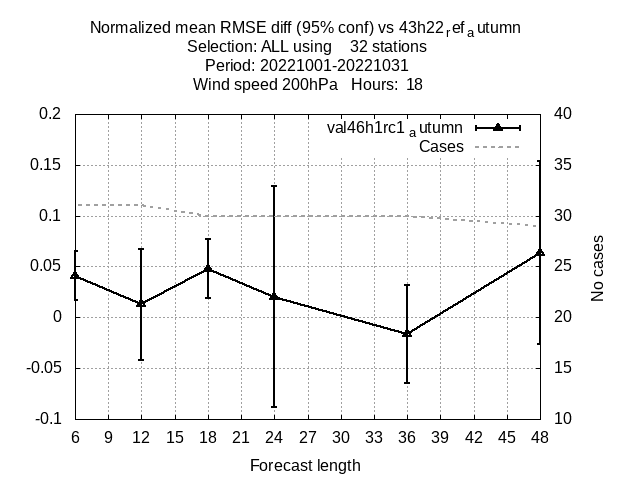 Normalized mean RMSE diff (95% conf) vs 43h22ref autumn
Selection: ALL using 32 stations
Period: 20221001-20221031
Wind speed 200hPa Hours: 18
val46h1rc1autumn
Cases
0.2
0.15
0.1
0.05
0
-0.05
-0.1
40
35
30
25
20
15
10
No cases
6 9 12 15 18 21 24 27 30 33 36 39 42 45 48
Forecast length